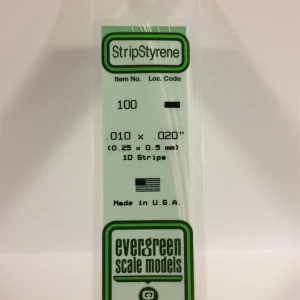 StripStyrene
Item No. Loc. Code
100
.010 x .020"
(0.25 x 0.5 mm)
10 Strips
Made in U.S.A.
evergreen
scale models